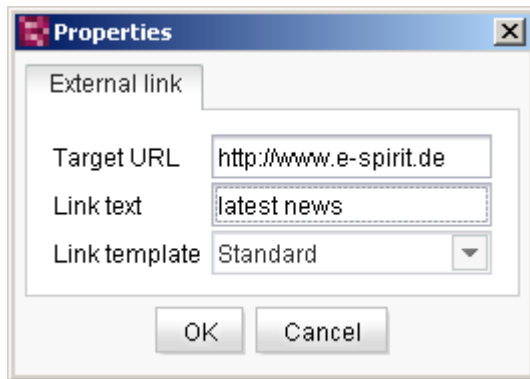 Properties
External link
Target URL http://www.e-spirit.de
Link text latest news
Link template Standard
OK Cancel